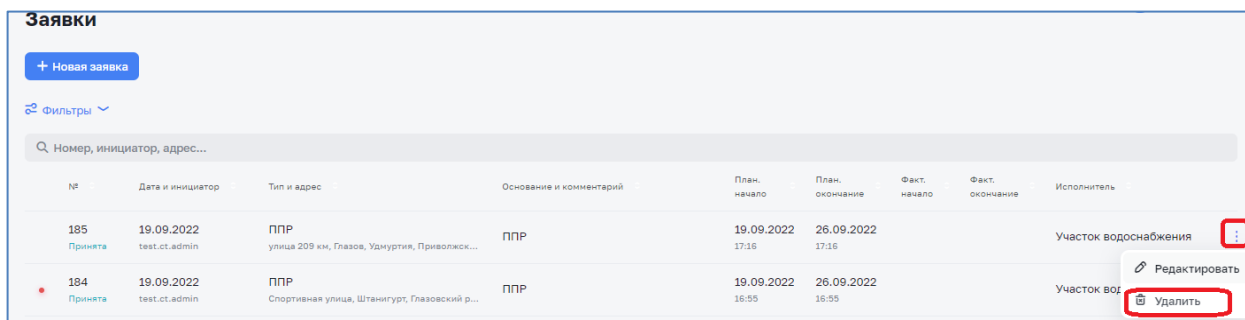 Заявки
+ Новая заявка
Фильтры
Номер, инициатор, адрес...
№ Дата и инициатор Тип и адрес Основание и комментарий План. начало План. окончание Факт. начало Факт. окончание Исполнитель
185 19.09.2022 ППР ППР 19.09.2022 26.09.2022 Участок водоснабжения
Принята test.ct.admin улица 209 км, Глазов, Удмуртия, Приволжск... 17:16 17:16
Редактировать
184 19.09.2022 ППР ППР 19.09.2022 26.09.2022 Участок вод
Принята test.ct.admin Спортивная улица, Штанигурт, Глазовский р... 16:55 16:55
Удалить